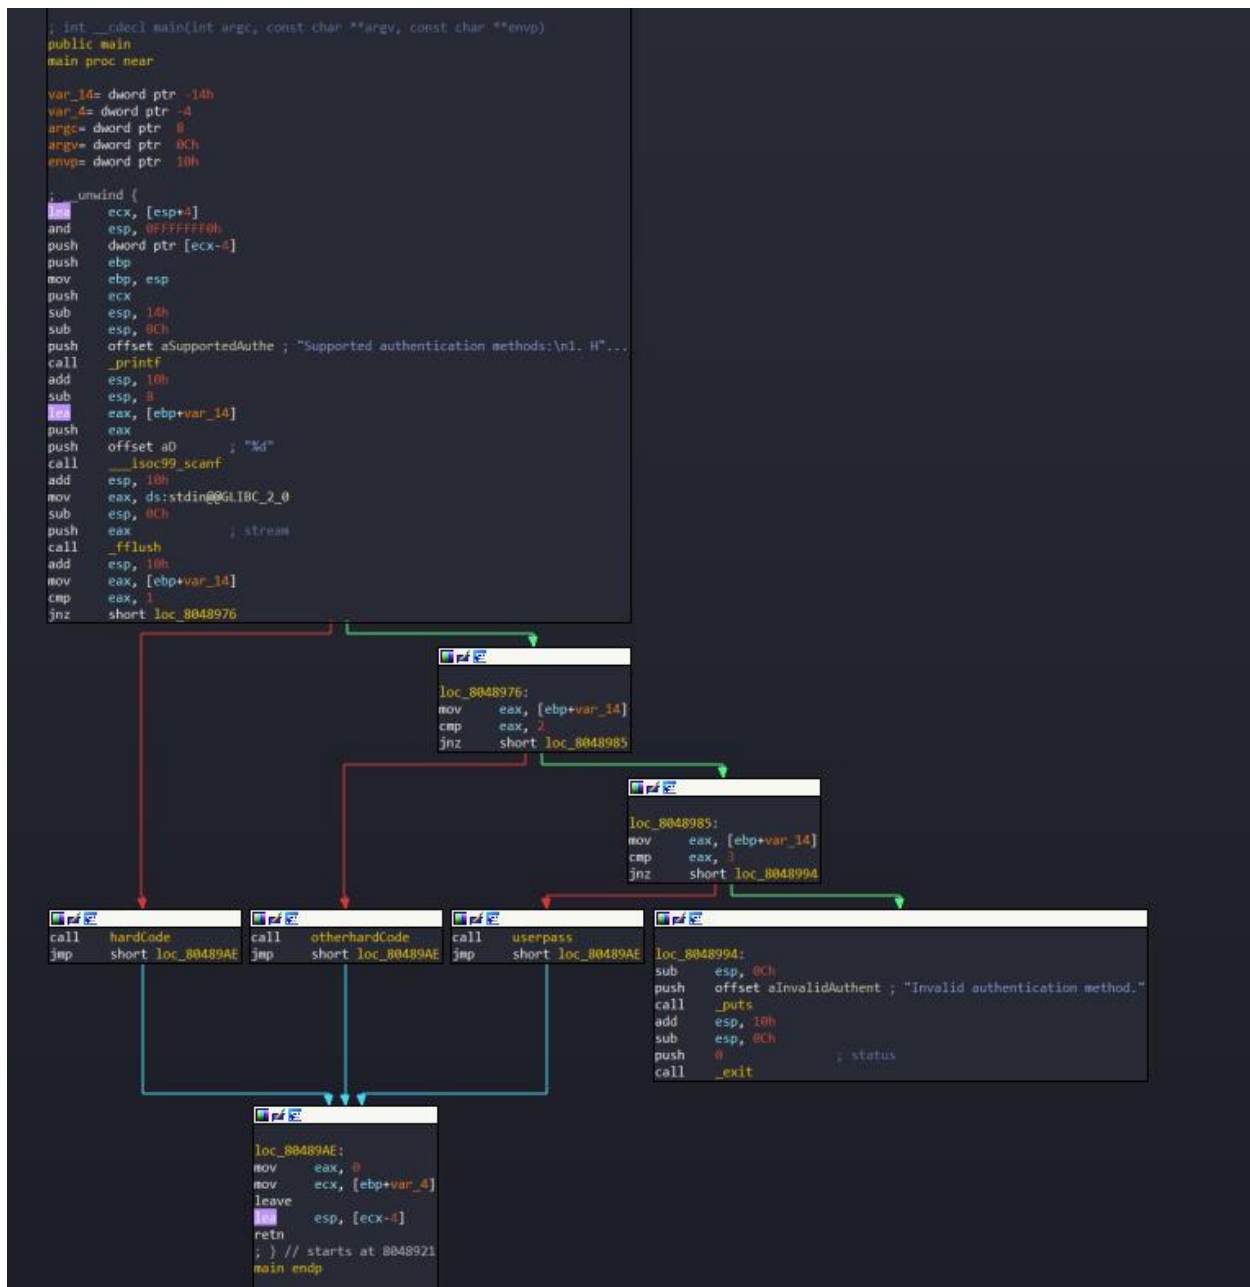 ; int __cdecl main(int argc, const char **argv, const char **envp)
public main
main proc near
var_14= dword ptr -14h
var_4= dword ptr -4
argc= dword ptr  8
argv= dword ptr  0Ch
envp= dword ptr  10h
; __unwind {
lea     ecx, [esp+4]
and     esp, 0FFFFFFF0h
push    dword ptr [ecx-4]
push    ebp
mov     ebp, esp
push    ecx
sub     esp, 14h
sub     esp, 0Ch
push    offset aSupportedAuthe ; "Supported authentication methods:\n1. H"...
call    _printf
add     esp, 10h
sub     esp, 8
lea     eax, [ebp+var_14]
push    eax
push    offset aD       ; "%d"
call    ___isoc99_scanf
add     esp, 10h
mov     eax, ds:stdin@@GLIBC_2_0
sub     esp, 0Ch
push    eax             ; stream
call    _fflush
add     esp, 10h
mov     eax, [ebp+var_14]
cmp     eax, 1
jnz     short loc_8048976
loc_8048976:
mov     eax, [ebp+var_14]
cmp     eax, 2
jnz     short loc_8048985
loc_8048985:
mov     eax, [ebp+var_14]
cmp     eax, 3
jnz     short loc_8048994
call    hardCode
jmp     short loc_80489AE
call    otherhardCode
jmp     short loc_80489AE
call    userpass
jmp     short loc_80489AE
loc_8048994:
sub     esp, 0Ch
push    offset aInvalidAuthent ; "Invalid authentication method."
call    _puts
add     esp, 10h
sub     esp, 0Ch
push    0               ; status
call    _exit
loc_80489AE:
mov     eax, 0
mov     ecx, [ebp+var_4]
leave
lea     esp, [ecx-4]
retn
; } // starts at 8048921
main endp